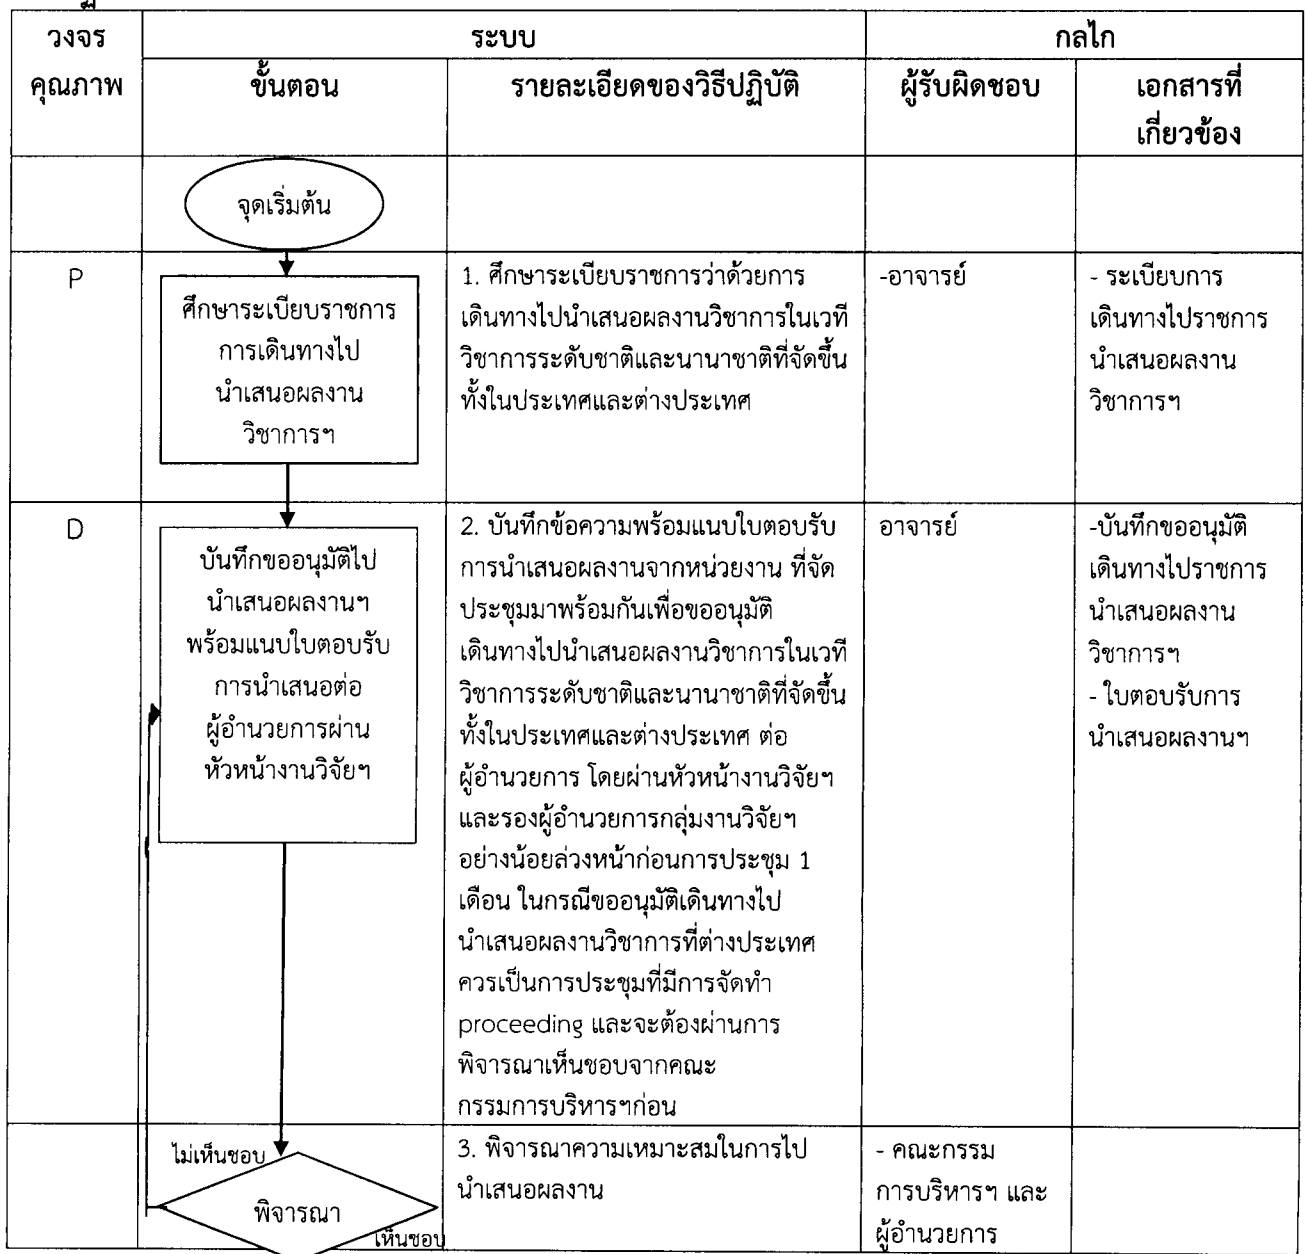 วงจร
คุณภาพ
ระบบ
กลไก
ขั้นตอน
รายละเอียดของวิธีปฏิบัติ
ผู้รับผิดชอบ
เอกสารที่
เกี่ยวข้อง
จุดเริ่มต้น
P
ศึกษาระเบียบราชการ
การเดินทางไป
นำเสนอผลงาน
วิชาการฯ
1. ศึกษาระเบียบราชการว่าด้วยการ
เดินทางไปนำเสนอผลงานวิชาการในเวที
วิชาการระดับชาติและนานาชาติที่จัดขึ้น
ทั้งในประเทศและต่างประเทศ
-อาจารย์
- ระเบียบการ
เดินทางไปราชการ
นำเสนอผลงาน
วิชาการฯ
D
บันทึกขออนุมัติไป
นำเสนอผลงานฯ
พร้อมแนบใบตอบรับ
การนำเสนอต่อ
ผู้อำนวยการผ่าน
หัวหน้างานวิจัยฯ
2. บันทึกข้อความพร้อมแนบใบตอบรับ
การนำเสนอผลงานจากหน่วยงาน ที่จัด
ประชุมมาพร้อมกันเพื่อขออนุมัติ
เดินทางไปนำเสนอผลงานวิชาการในเวที
วิชาการระดับชาติและนานาชาติที่จัดขึ้น
ทั้งในประเทศและต่างประเทศ ต่อ
ผู้อำนวยการ โดยผ่านหัวหน้างานวิจัยฯ
และรองผู้อำนวยการกลุ่มงานวิจัยฯ
อย่างน้อยล่วงหน้าก่อนการประชุม 1
เดือน ในกรณีขออนุมัติเดินทางไป
นำเสนอผลงานวิชาการที่ต่างประเทศ
ควรเป็นการประชุมที่มีการจัดทำ
proceeding และจะต้องผ่านการ
พิจารณาเห็นชอบจากคณะ
กรรมการบริหารฯก่อน
อาจารย์
-บันทึกขออนุมัติ
เดินทางไปราชการ
นำเสนอผลงาน
วิชาการฯ
- ใบตอบรับการ
นำเสนอผลงานฯ
ไม่เห็นชอบ
พิจารณา
เห็นชอบ
3. พิจารณาความเหมาะสมในการไป
นำเสนอผลงาน
- คณะกรรม
การบริหารฯ และ
ผู้อำนวยการ